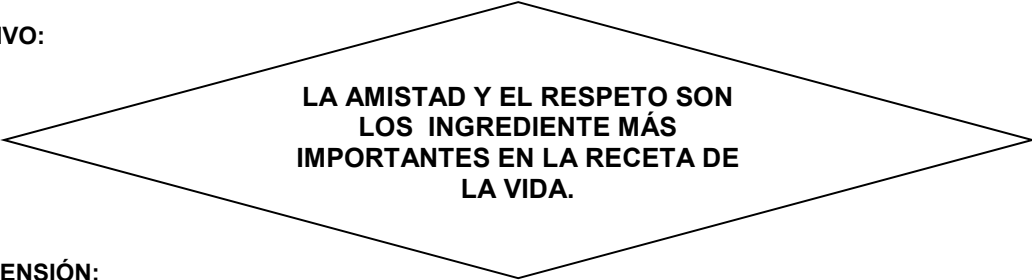 IVO:
LA AMISTAD Y EL RESPETO SON
LOS INGREDIENTE MÁS
IMPORTANTES EN LA RECETA DE
LA VIDA.
ENSIÓN: